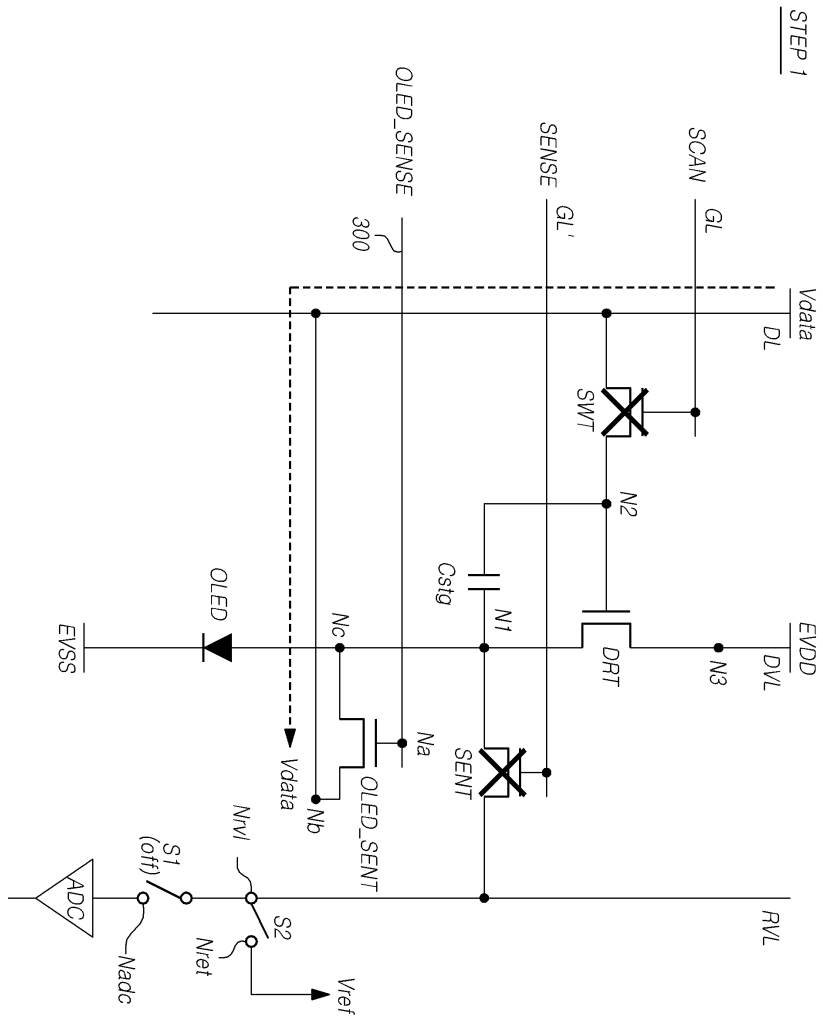 STEP 1
Vdata
DL
EVDD
DVL
RVL
SCAN
GL
SWT
N2
DRT
N3
SENSE
GL'
Cstg
N1
SENT
OLED_SENSE
300
Na
OLED_SENT
Nc
Nb
Vdata
Vref
OLED
Nrvl
S2
Nret
S1
(off)
Nadc
ADC
EVSS